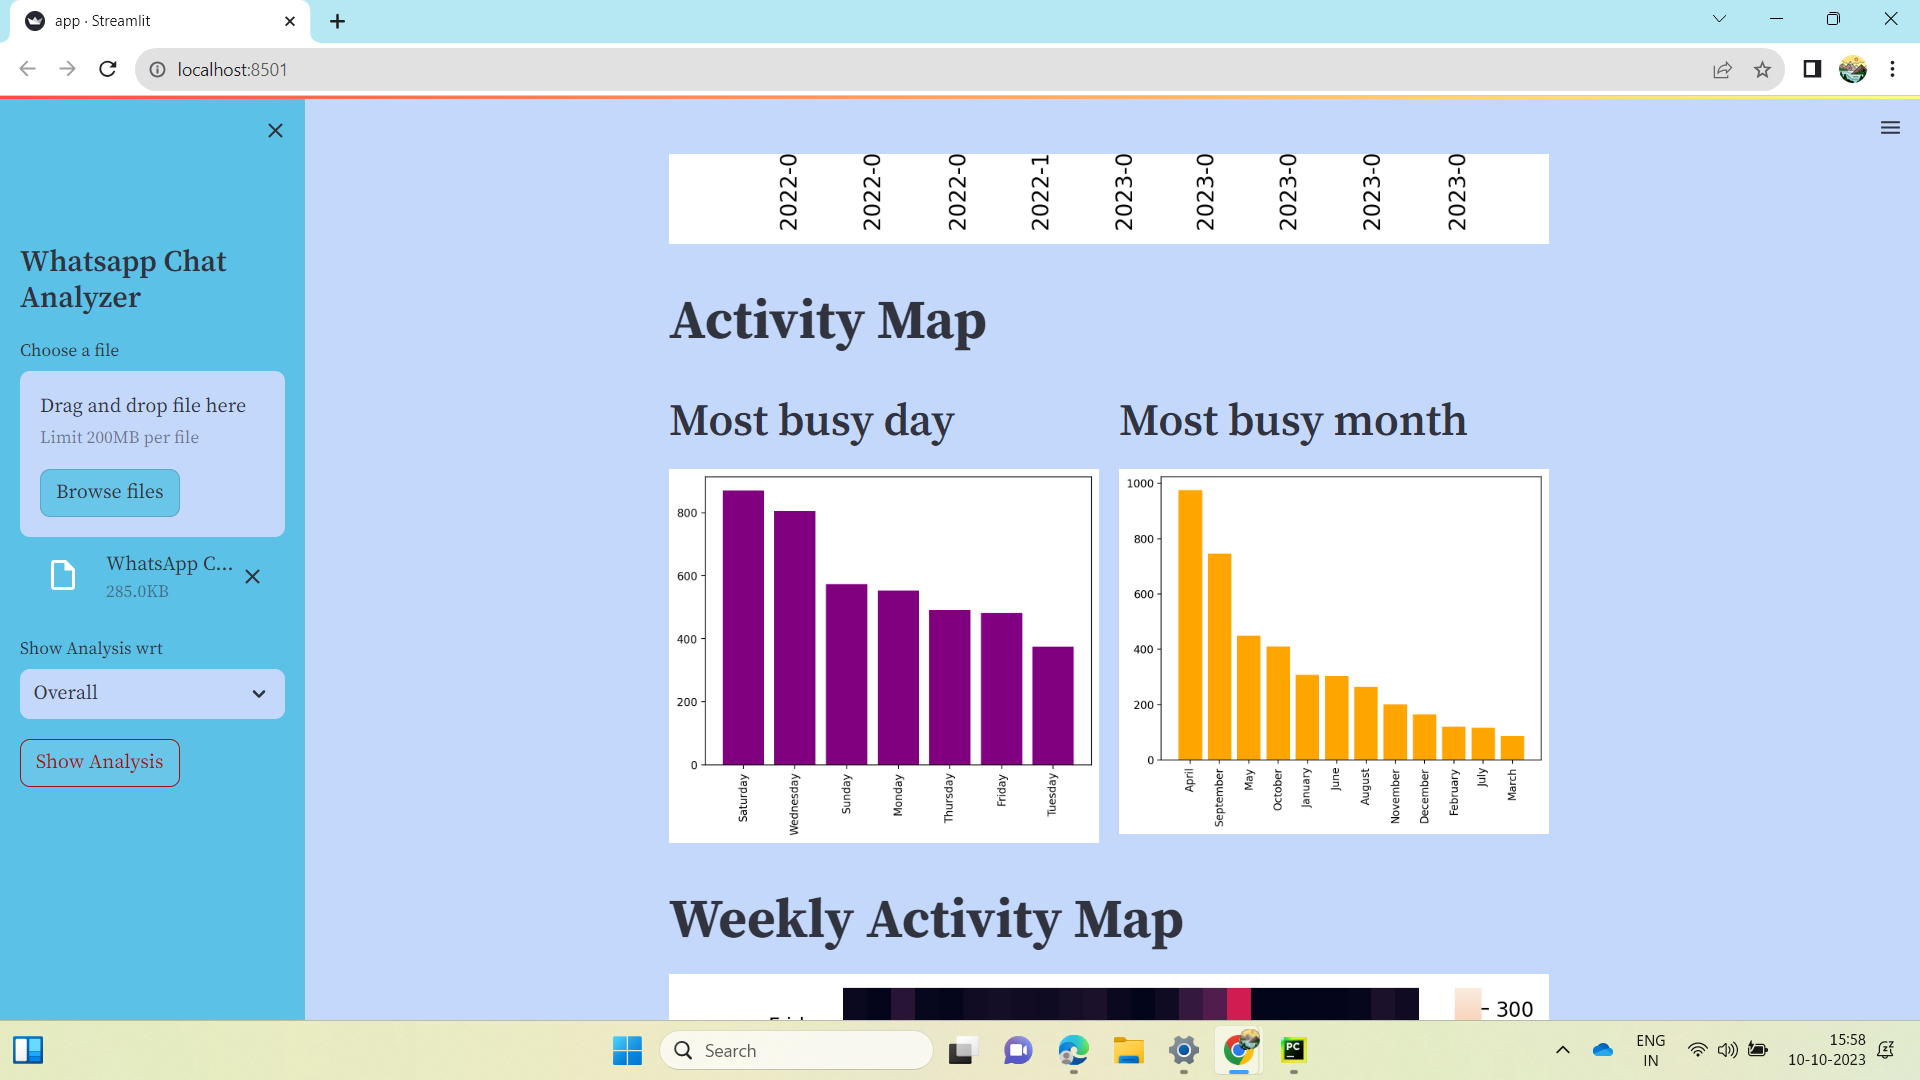 app · Streamlit
localhost:8501
Whatsapp Chat
Analyzer
Choose a file
Drag and drop file here
Limit 200MB per file
Browse files
WhatsApp C...
285.0KB
Show Analysis wrt
Overall
Show Analysis
2022-0
2022-0
2022-0
2022-1
2023-0
2023-0
2023-0
2023-0
2023-0
Activity Map
Most busy day
800
600
400
200
0
Saturday
Wednesday
Sunday
Monday
Thursday
Friday
Tuesday
Most busy month
1000
800
600
400
200
0
April
September
May
October
January
June
August
November
December
February
July
March
Weekly Activity Map
300
Search
PC
ENG
IN
15:58
10-10-2023